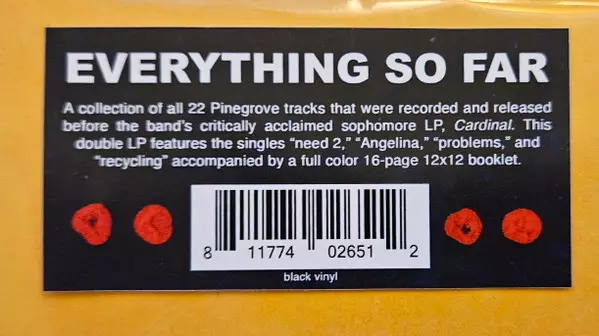 EVERYTHING SO FAR
A collection of all 22 Pinegrove tracks that were recorded and released
before the band's critically acclaimed sophomore LP, Cardinal. This
double LP features the singles “need 2,” “Angelina,” “problems,” and
“recycling” accompanied by a full color 16-page 12x12 booklet.
8 11774 02651 2
black vinyl